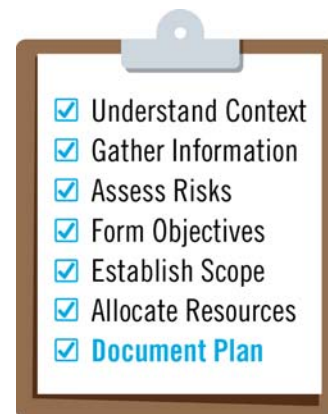 Understand Context
Gather Information
Assess Risks
Form Objectives
Establish Scope
Allocate Resources
Document Plan